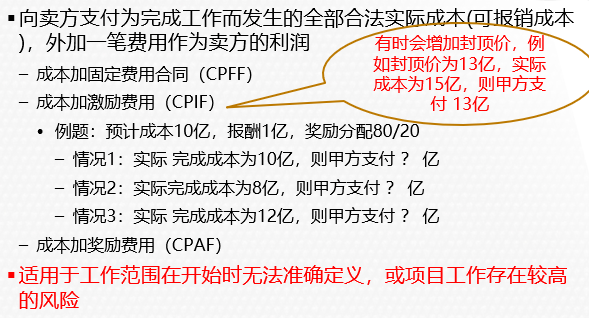 ▪向卖方支付为完成工作而发生的全部合法实际成本(可报销成本
)，外加一笔费用作为卖方的利润
– 成本加固定费用合同（CPFF）
– 成本加激励费用（CPIF）
• 例题：预计成本10亿，报酬1亿，奖励分配80/20
– 情况1：实际 完成成本为10亿，则甲方支付 ？ 亿
– 情况2：实际完成成本为8亿，则甲方支付 ？ 亿
– 情况3：实际 完成成本为12亿，则甲方支付 ？ 亿
– 成本加奖励费用（CPAF）
▪适用于工作范围在开始时无法准确定义，或项目工作存在较高
的风险
有时会增加封顶价，例
如封顶价为13亿，实际
成本为15亿，则甲方支
付 13亿